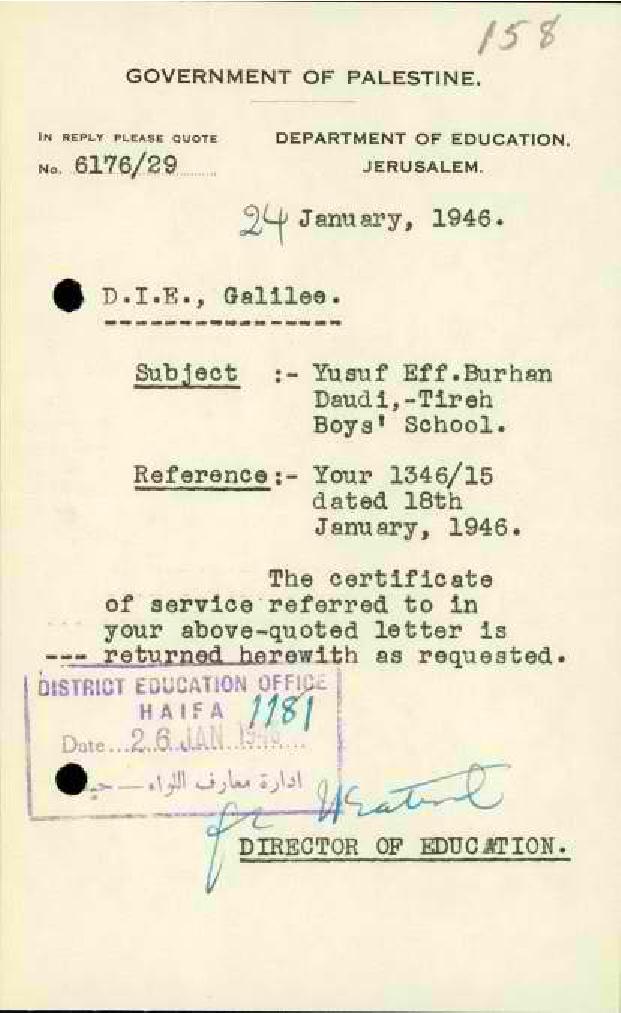 158
GOVERNMENT OF PALESTINE.
IN REPLY PLEASE QUOTE
No. 6176/29
DEPARTMENT OF EDUCATION,
JERUSALEM.
24 January, 1946.
D.I.E., Galilee.
Subject :- Yusuf Eff.Burhan
Daudi,-Tireh
Boys' School.
Reference:- Your 1346/15
dated 18th
January, 1946.
The certificate
of service referred to in
your above-quoted letter is
--- returned herewith as requested.
DISTRICT EDUCATION OFFICE
HAIFA 1181
Date... 26 JAN 1946
ادارة معارف اللواء —
for
DIRECTOR OF EDUCATION.